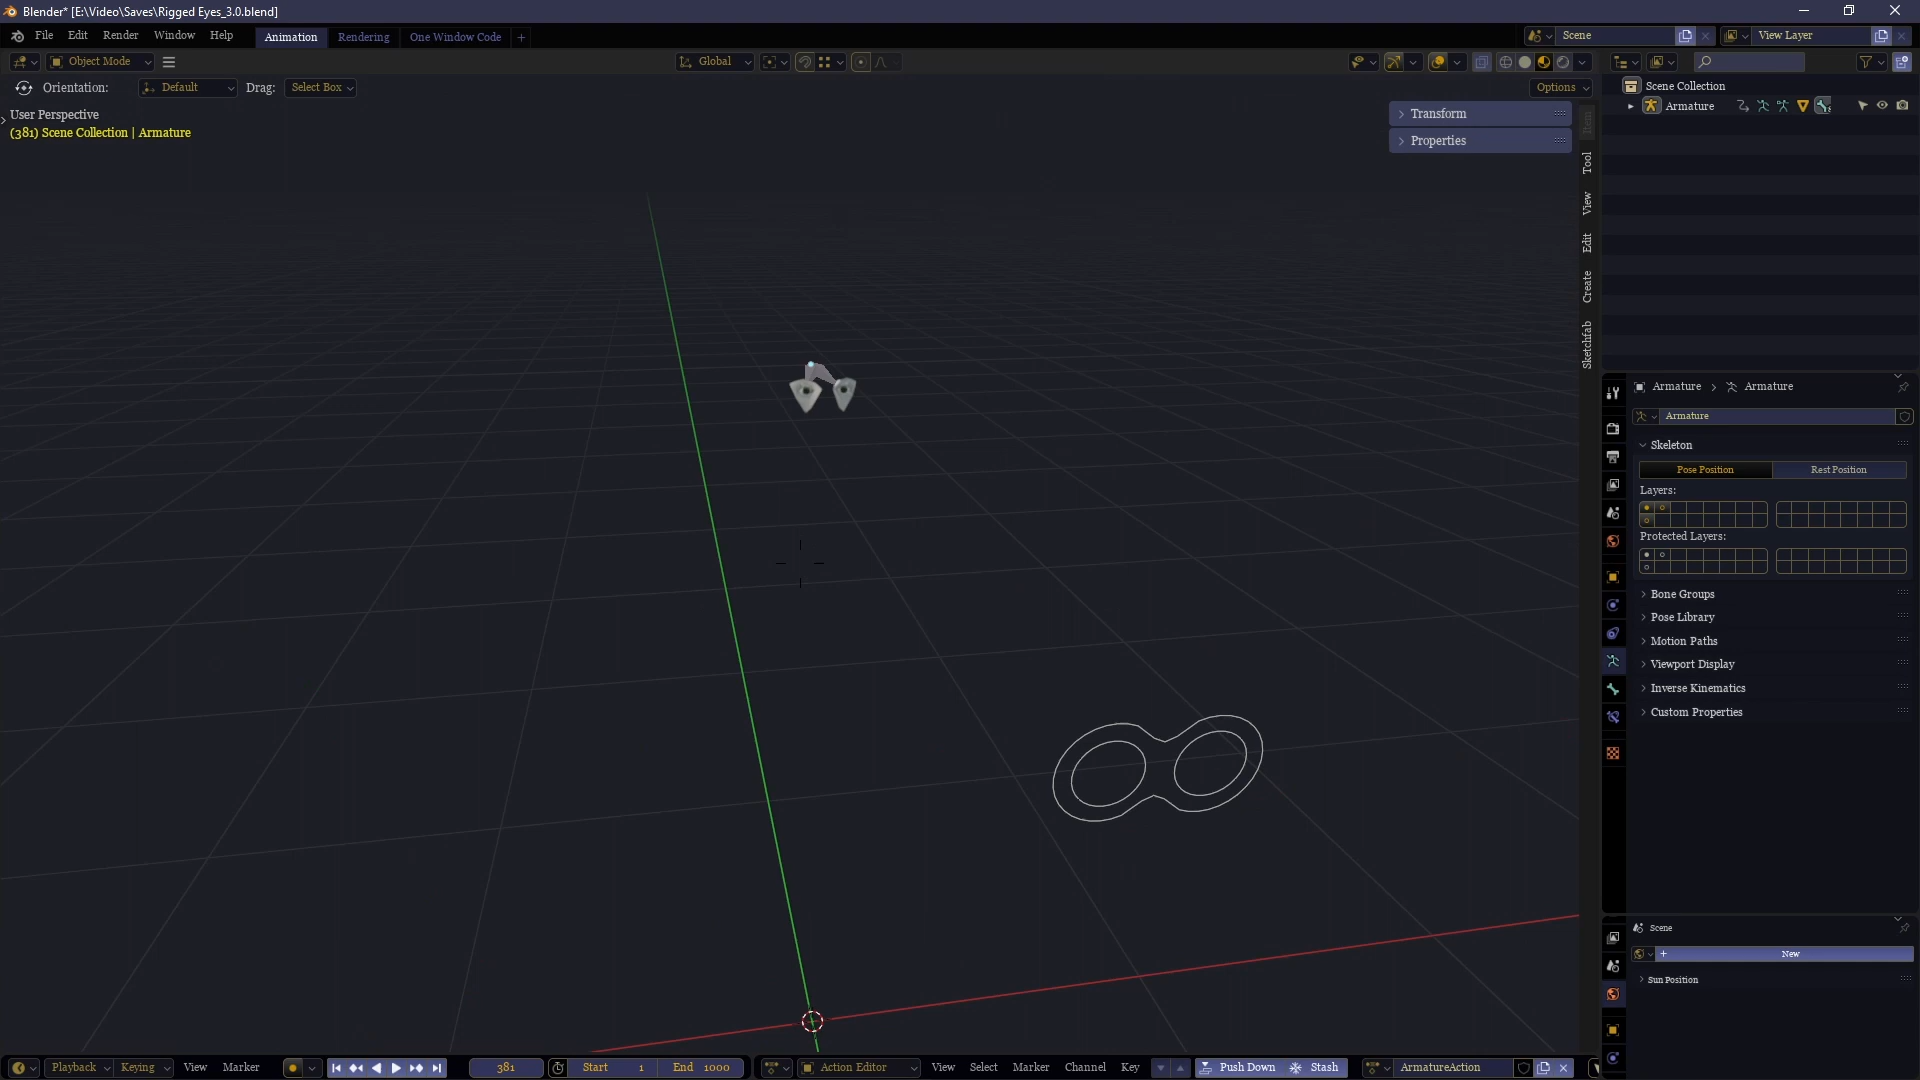 Blender* [E:\Video\Saves\Rigged Eyes_3.0.blend]
File Edit Render Window Help Animation Rendering One Window Code + Scene View Layer
Object Mode Global
Orientation: Default Drag: Select Box Options
User Perspective
(381) Scene Collection | Armature
Transform
Properties
Item
Tool
View
Edit
Create
Sketchfab
Scene Collection
Armature
Armature > Armature
Armature
Skeleton
Pose Position Rest Position
Layers:
Protected Layers:
Bone Groups
Pose Library
Motion Paths
Viewport Display
Inverse Kinematics
Custom Properties
Scene
+ New
Sun Position
Playback Keying View Marker 381 Start 1 End 1000 Action Editor View Select Marker Channel Key Push Down Stash ArmatureAction